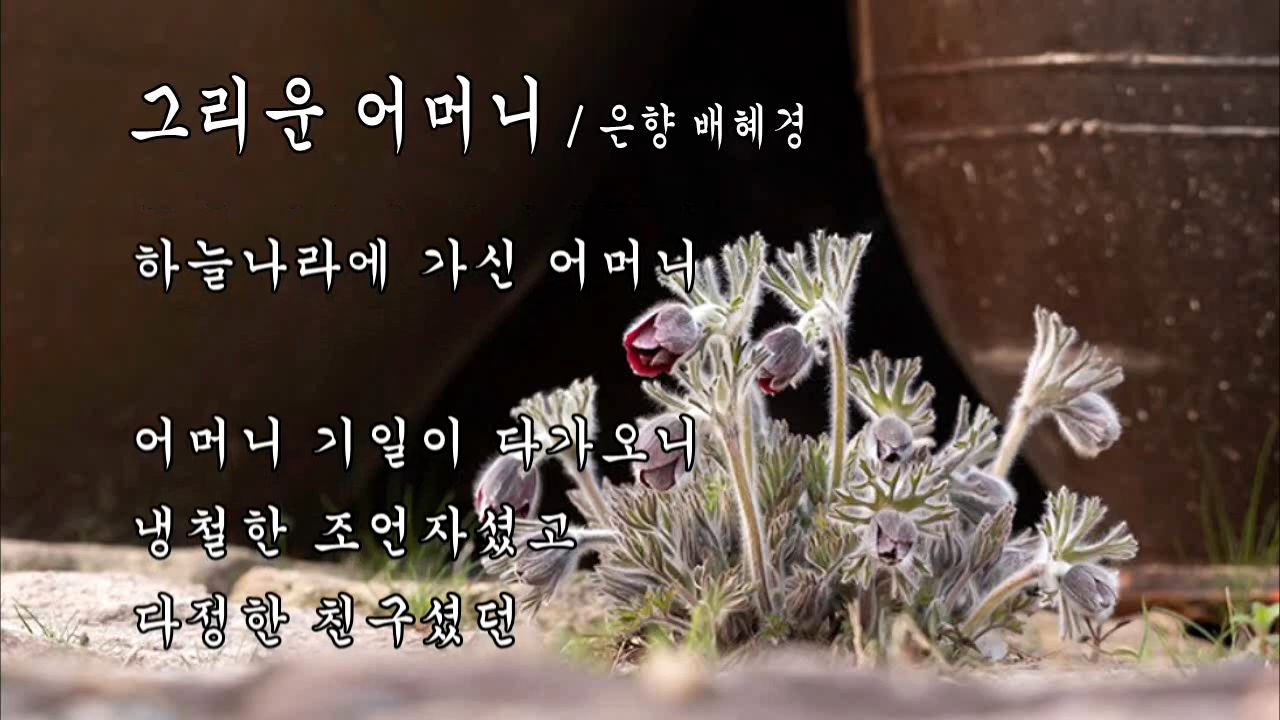 그리운 어머니 / 은향 배혜경
하늘나라에 가신 어머니
어머니 기일이 다가오니
냉철한 조언자셨고
다정한 친구셨던